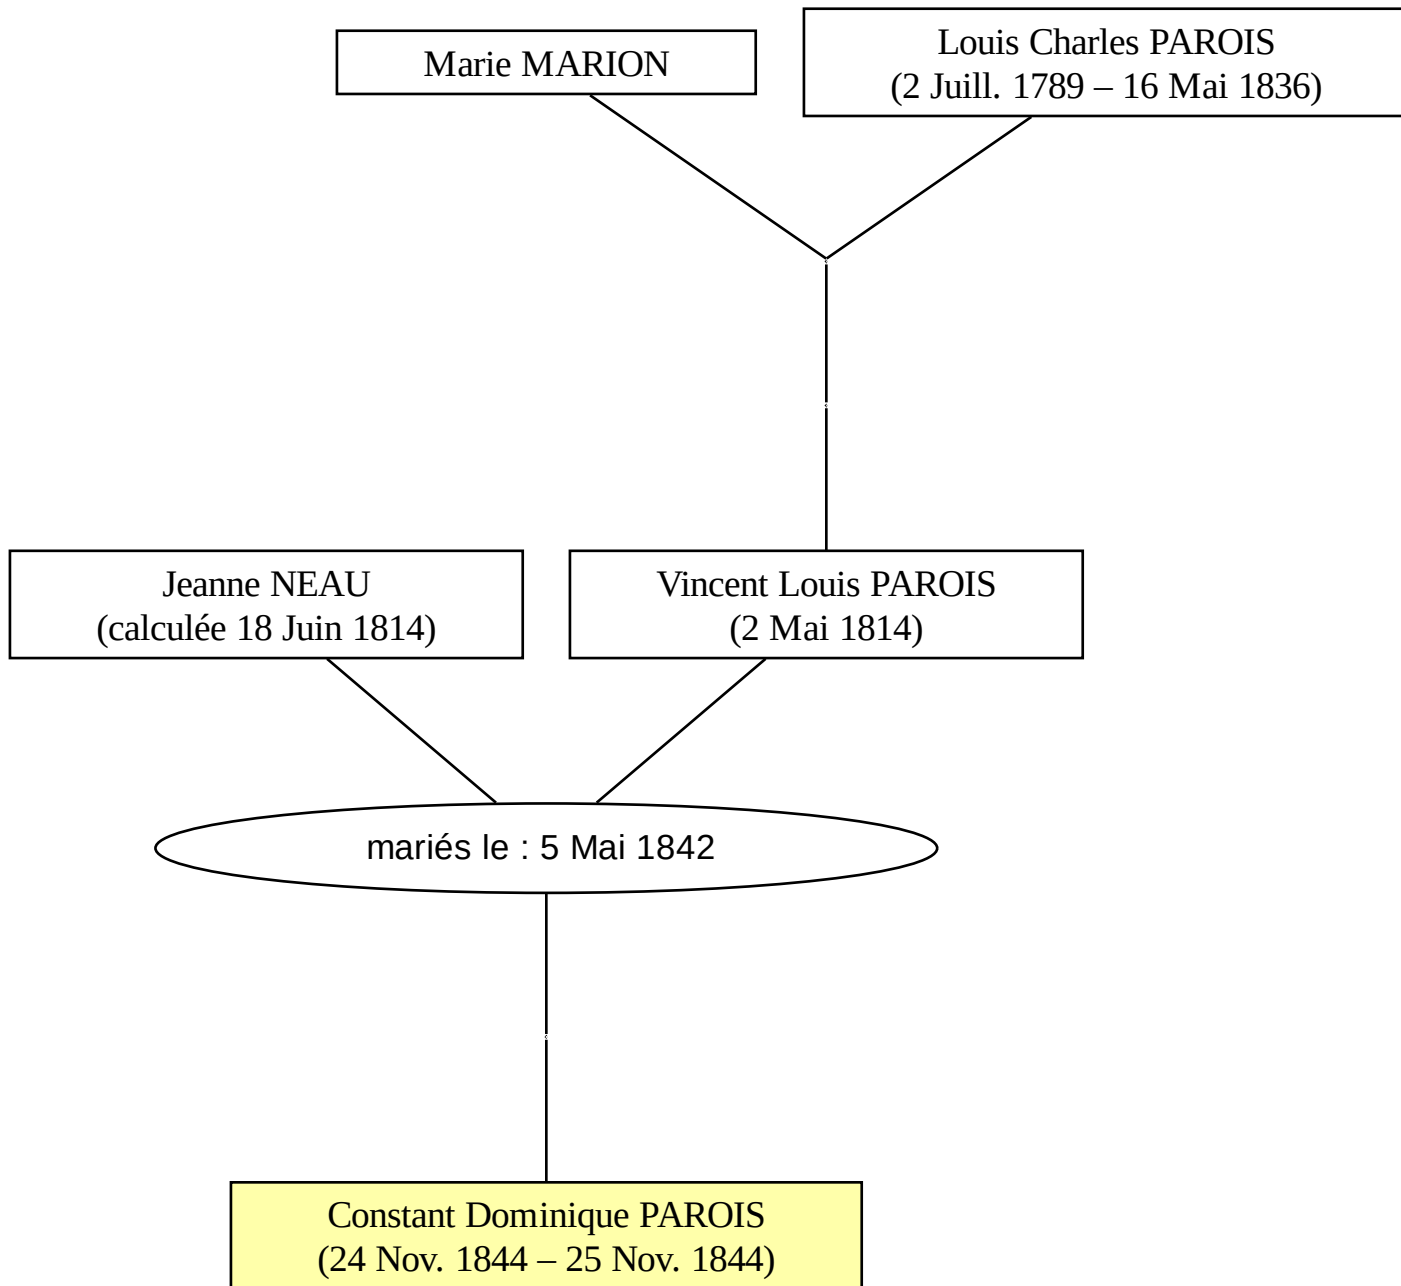 Marie MARION
Louis Charles PAROIS
(2 Juill. 1789 – 16 Mai 1836)
Jeanne NEAU
(calculée 18 Juin 1814)
Vincent Louis PAROIS
(2 Mai 1814)
mariés le : 5 Mai 1842
Constant Dominique PAROIS
(24 Nov. 1844 – 25 Nov. 1844)